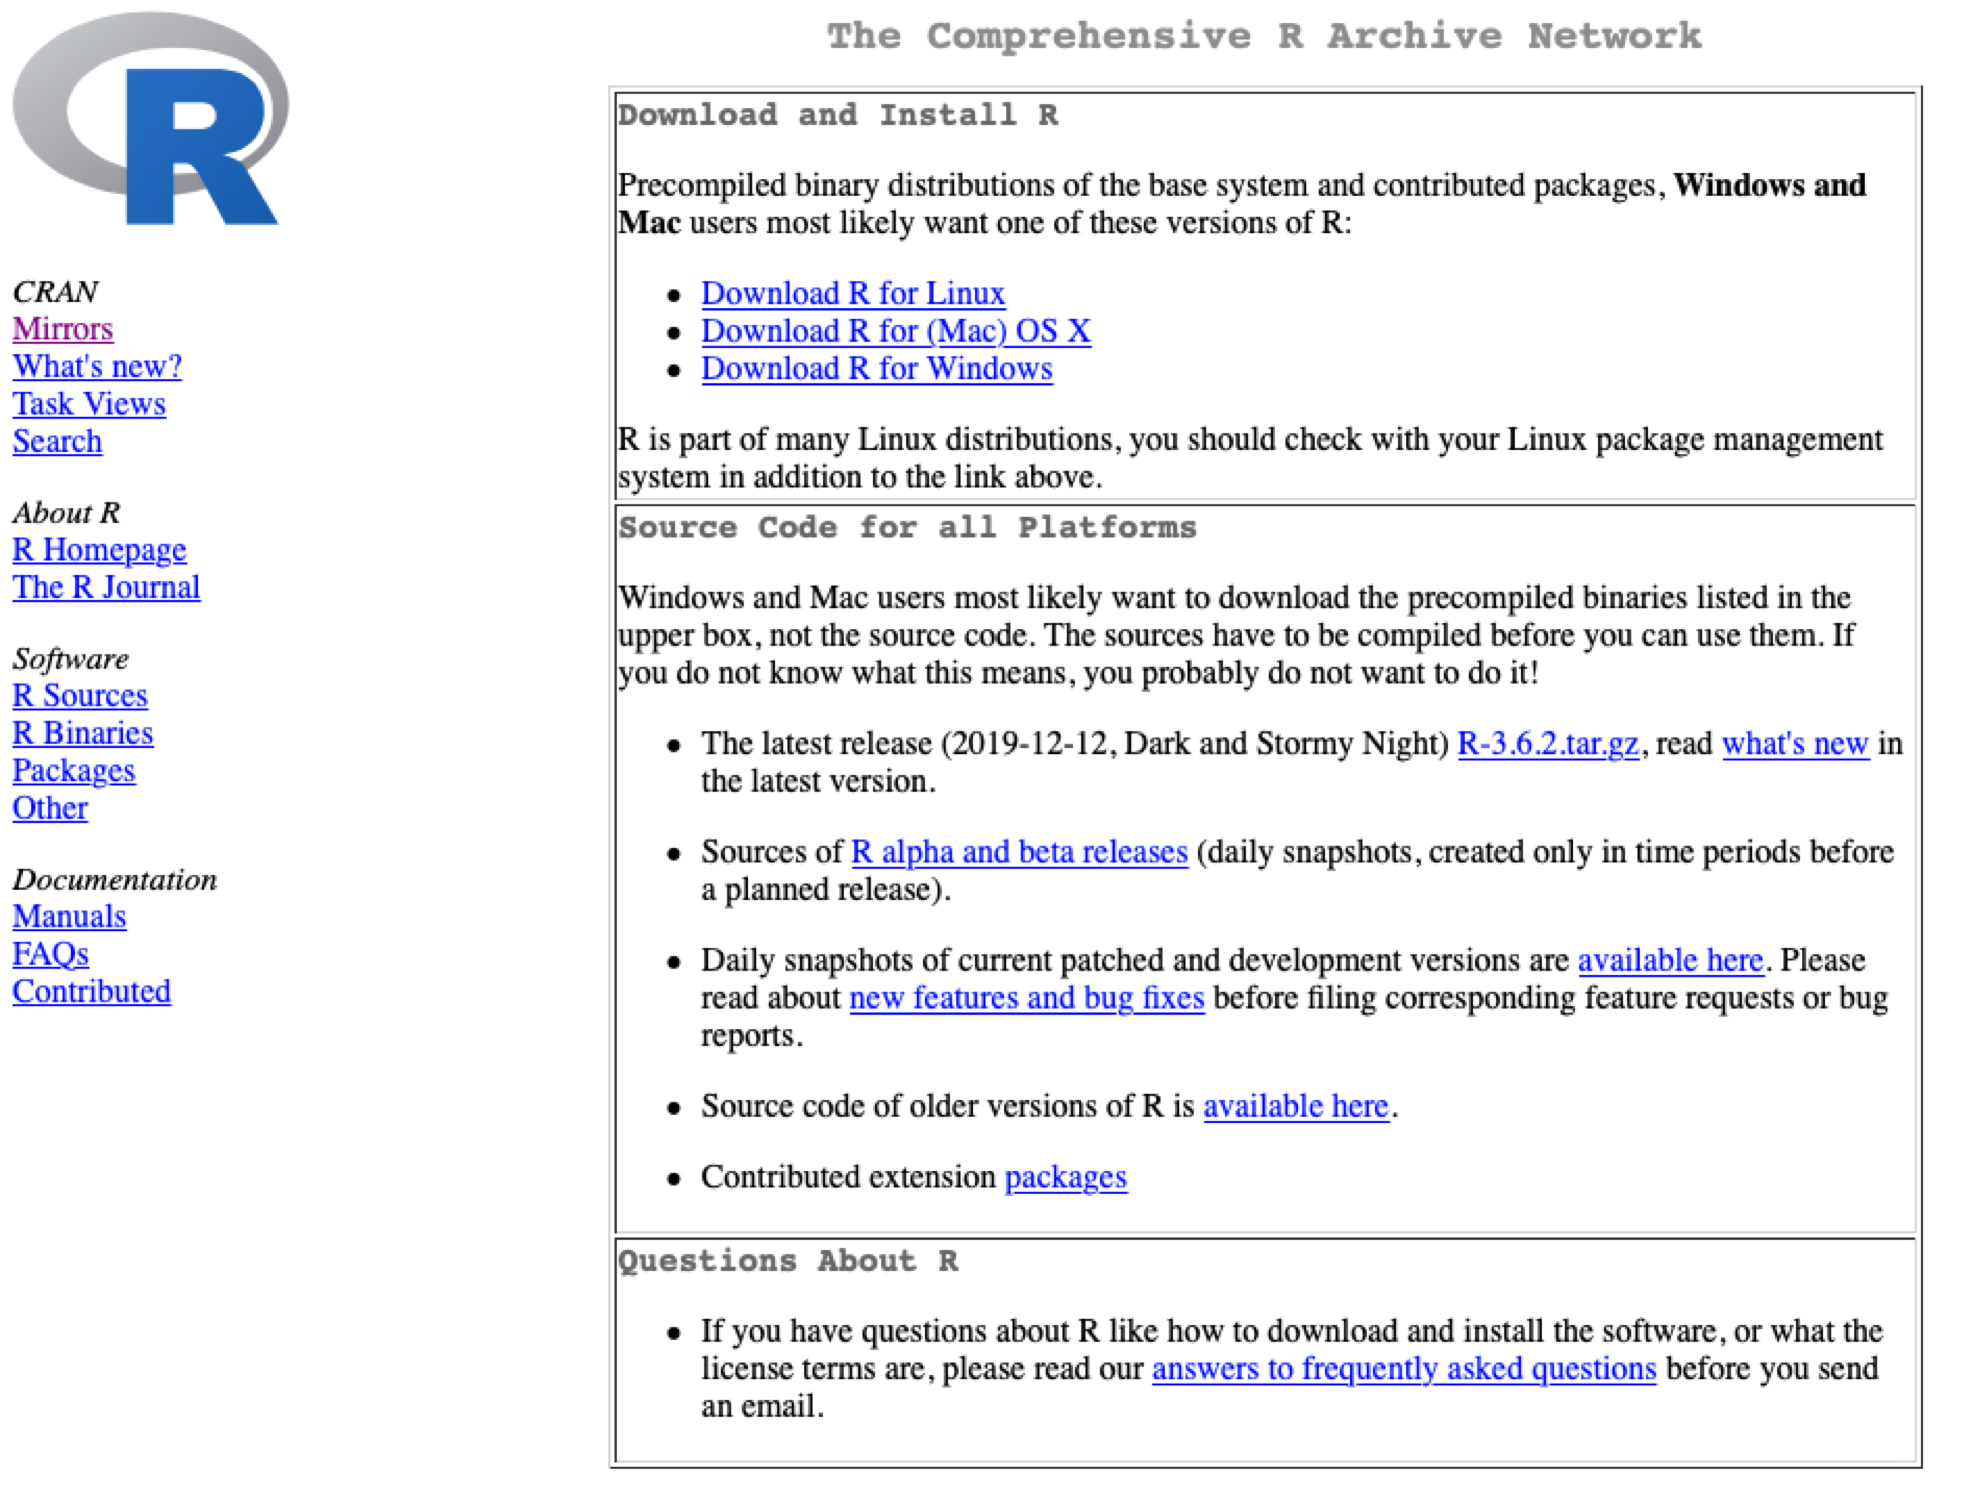 R
CRAN
Mirrors
What's new?
Task Views
Search
About R
R Homepage
The R Journal
Software
R Sources
R Binaries
Packages
Other
Documentation
Manuals
FAQs
Contributed
The Comprehensive R Archive Network
Download and Install R
Precompiled binary distributions of the base system and contributed packages, Windows and
Mac users most likely want one of these versions of R:
• Download R for Linux
• Download R for (Mac) OS X
• Download R for Windows
R is part of many Linux distributions, you should check with your Linux package management
system in addition to the link above.
Source Code for all Platforms
Windows and Mac users most likely want to download the precompiled binaries listed in the
upper box, not the source code. The sources have to be compiled before you can use them. If
you do not know what this means, you probably do not want to do it!
• The latest release (2019-12-12, Dark and Stormy Night) R-3.6.2.tar.gz, read what's new in
the latest version.
• Sources of R alpha and beta releases (daily snapshots, created only in time periods before
a planned release).
• Daily snapshots of current patched and development versions are available here. Please
read about new features and bug fixes before filing corresponding feature requests or bug
reports.
• Source code of older versions of R is available here.
• Contributed extension packages
Questions About R
• If you have questions about R like how to download and install the software, or what the
license terms are, please read our answers to frequently asked questions before you send
an email.